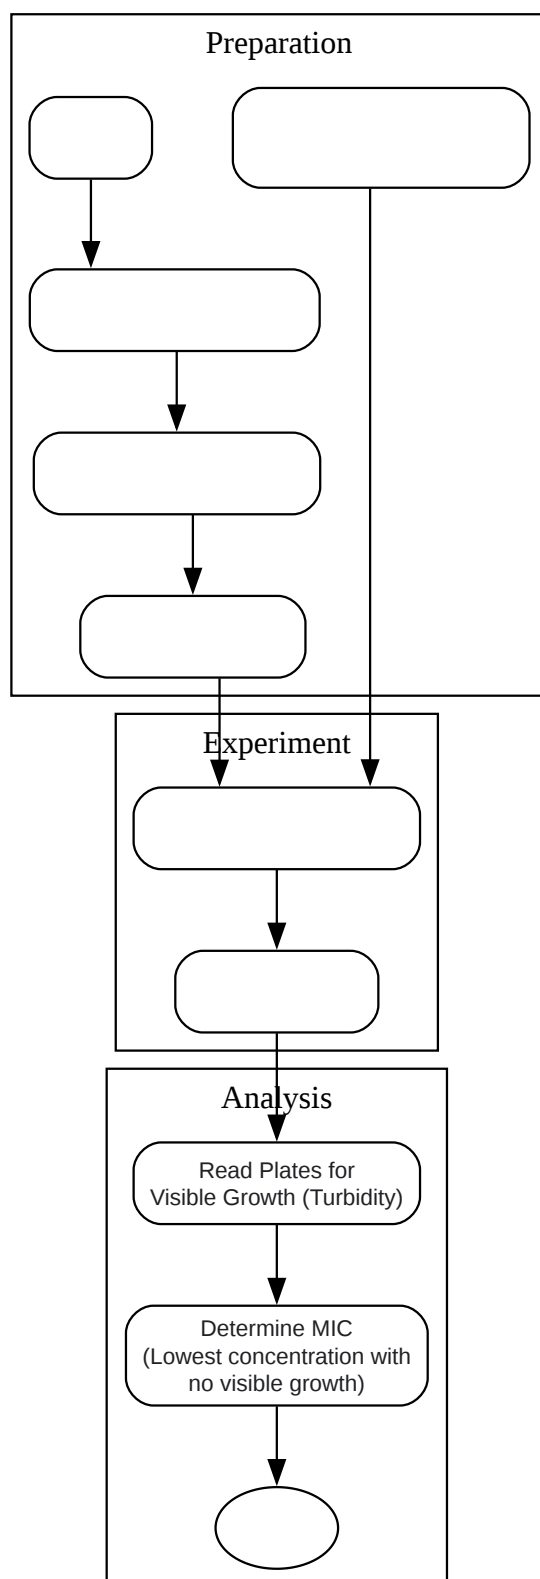 Preparation
Experiment
Analysis
Read Plates for
Visible Growth (Turbidity)
Determine MIC
(Lowest concentration with
no visible growth)